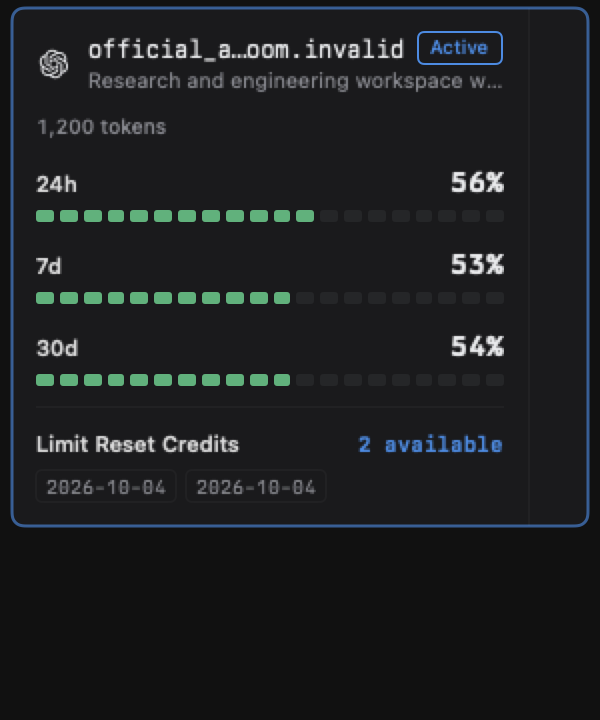 official_a…oom.invalid Active
Research and engineering workspace w...
1,200 tokens
24h 56%
7d 53%
30d 54%
Limit Reset Credits 2 available
2026-10-04 2026-10-04